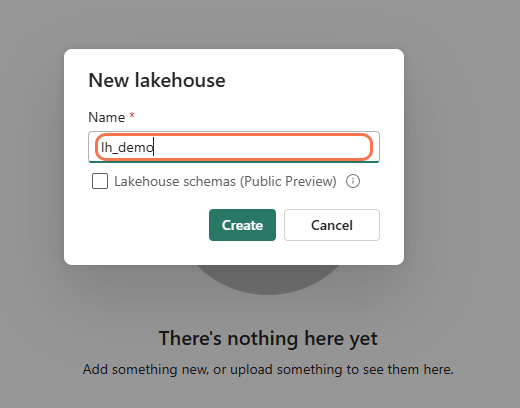 New lakehouse
Name *
lh_demo
Lakehouse schemas (Public Preview)
Create
Cancel
There's nothing here yet
Add something new, or upload something to see them here.